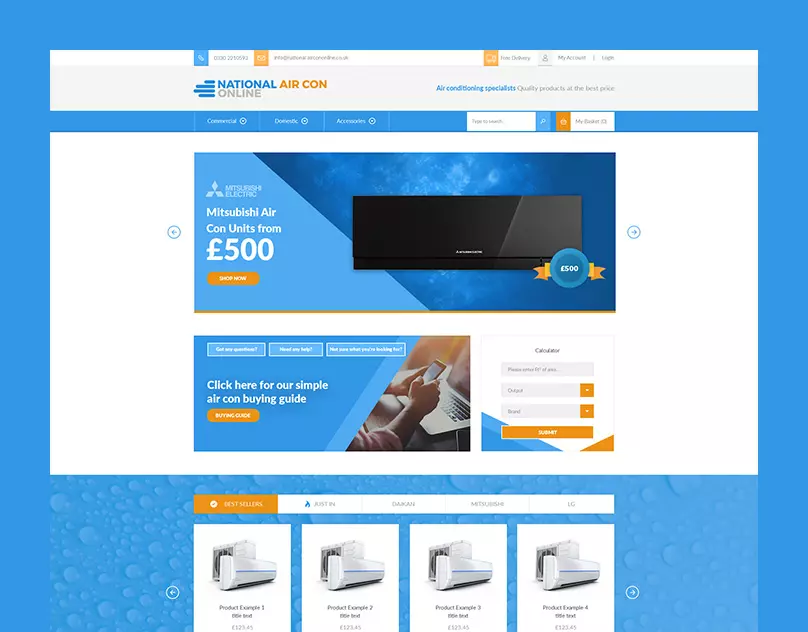 0330 2210592
info@nationalaircononline.co.uk
Free Delivery
My Account | Login
NATIONAL AIR CON
ONLINE
Air conditioning specialists Quality products at the best price
Commercial
Domestic
Accessories
Type to search...
My Basket (0)
MITSUBISHI
ELECTRIC
Mitsubishi Air
Con Units from
£500
SHOP NOW
MITSUBISHI ELECTRIC
£500
Got any questions?
Need any help?
Not sure what you're looking for?
Click here for our simple
air con buying guide
BUYING GUIDE
Calculator
Please enter ft² of area...
Output
Brand
SUBMIT
BEST SELLERS
JUST IN
DAIKAN
MITSUBISHI
LG
Product Example 1
title text
£123.45
Product Example 2
title text
£123.45
Product Example 3
title text
£123.45
Product Example 4
title text
£123.45